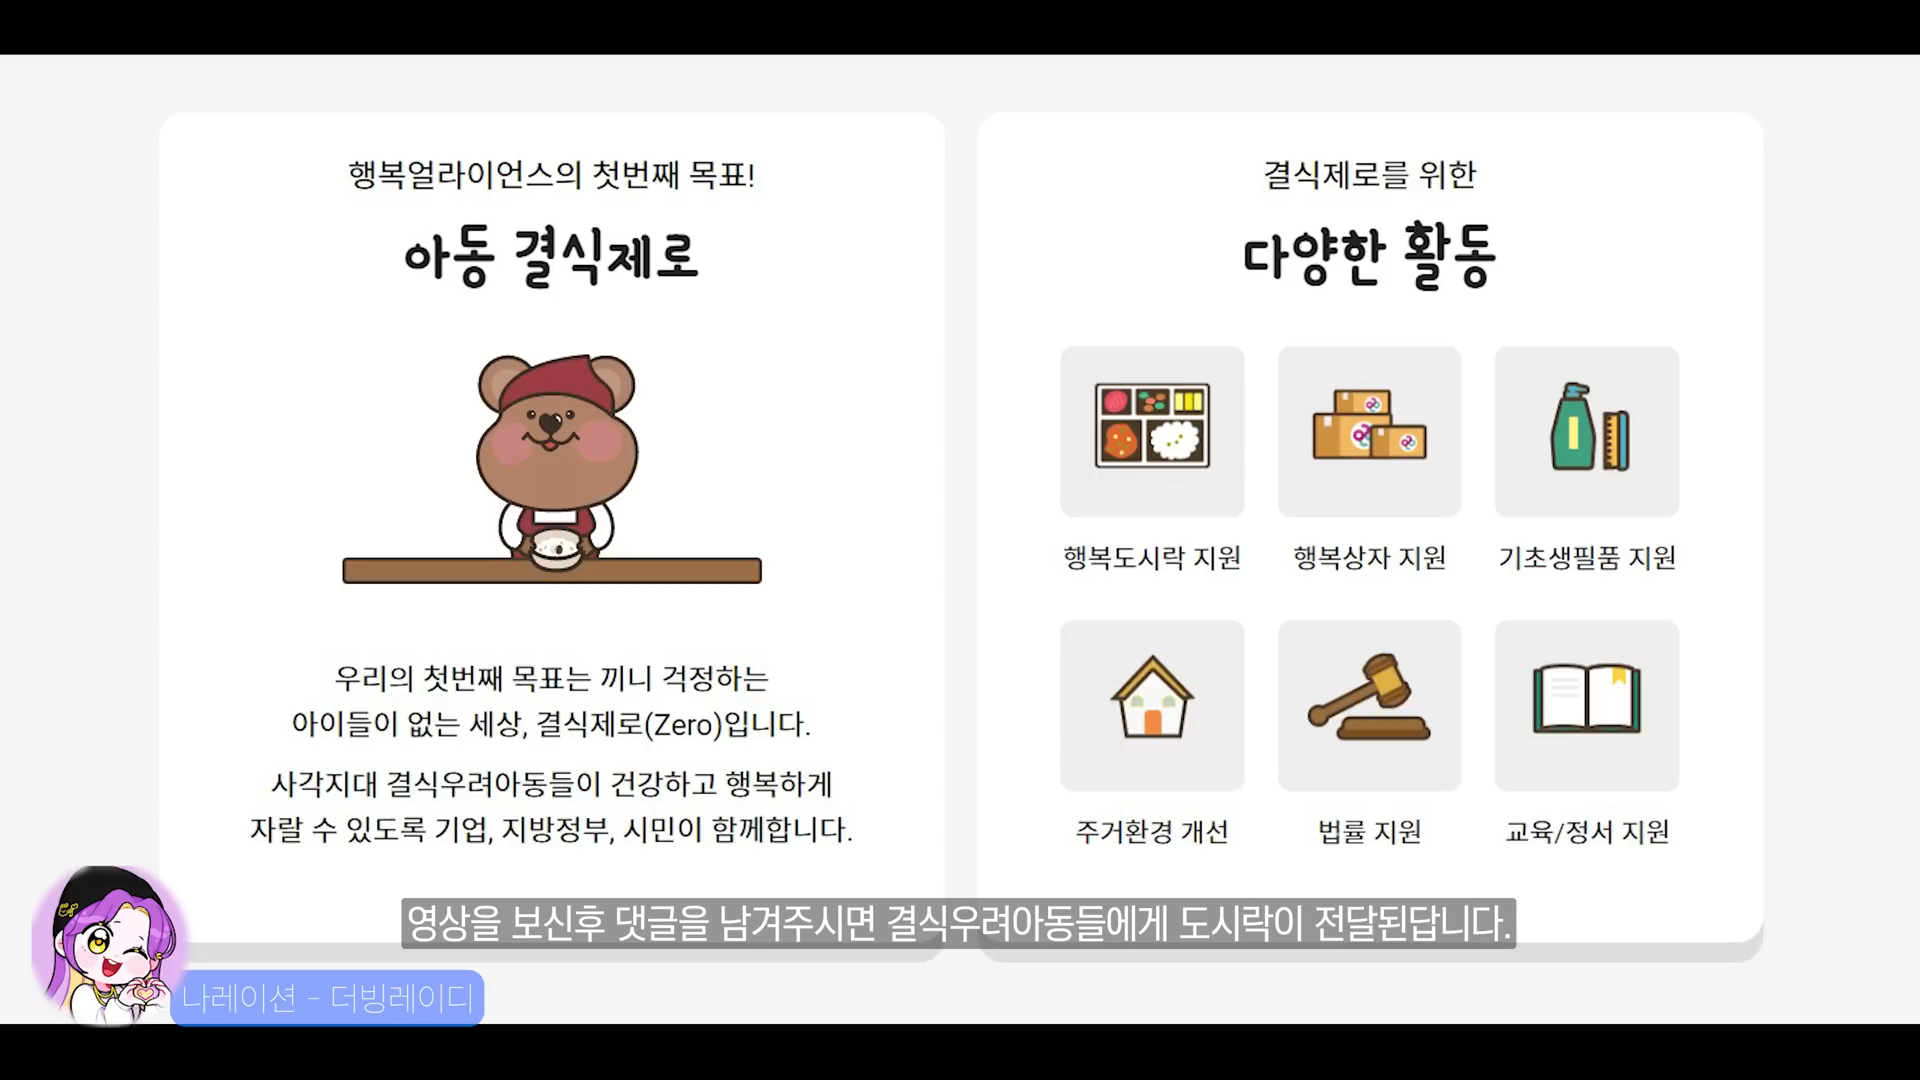 행복얼라이언스의 첫번째 목표!
아동 결식제로
우리의 첫번째 목표는 끼니 걱정하는
아이들이 없는 세상, 결식제로(Zero)입니다.
사각지대 결식우려아동들이 건강하고 행복하게
자랄 수 있도록 기업, 지방정부, 시민이 함께합니다.
결식제로를 위한
다양한 활동
행복도시락 지원
행복상자 지원
기초생필품 지원
주거환경 개선
법률 지원
교육/정서 지원
영상을 보신후 댓글을 남겨주시면 결식우려아동들에게 도시락이 전달된답니다.
나레이션 - 더빙레이디